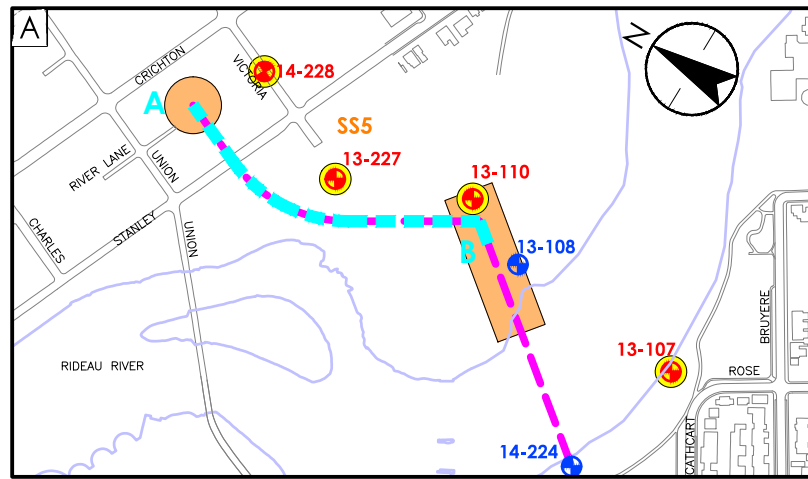 A
CRICHTON
VICTORIA
14-228
N
A
SS5
RIVER LANE
UNION
13-227
13-110
CHARLES
STANLEY
UNION
B
13-108
BRUYERE
13-107
RIDEAU RIVER
ROSE
CATHCART
14-224